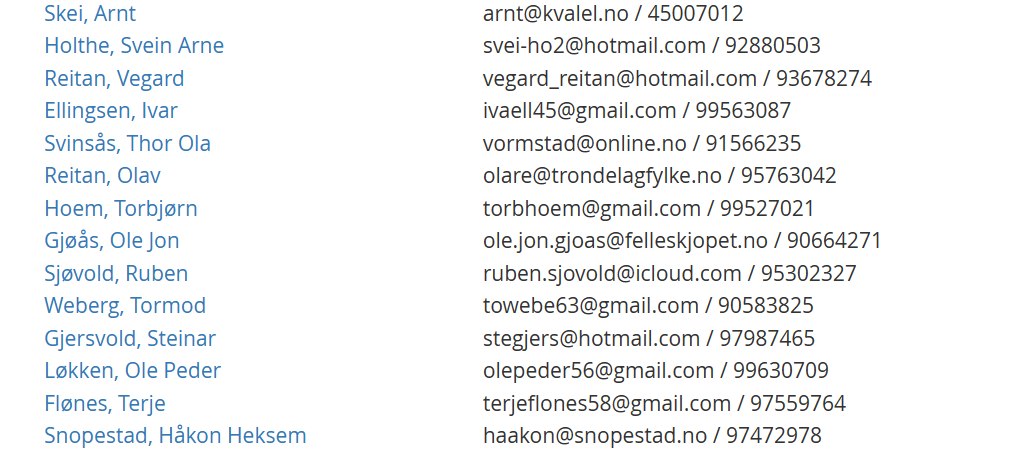 Skei, Arnt arnt@kvalel.no / 45007012
Holthe, Svein Arne svei-ho2@hotmail.com / 92880503
Reitan, Vegard vegard_reitan@hotmail.com / 93678274
Ellingsen, Ivar ivaell45@gmail.com / 99563087
Svinsås, Thor Ola vormstad@online.no / 91566235
Reitan, Olav olare@trondelagfylke.no / 95763042
Hoem, Torbjørn torbhoem@gmail.com / 99527021
Gjøås, Ole Jon ole.jon.gjoas@felleskjopet.no / 90664271
Sjøvold, Ruben ruben.sjovold@icloud.com / 95302327
Weberg, Tormod towebe63@gmail.com / 90583825
Gjersvold, Steinar stegjers@hotmail.com / 97987465
Løkken, Ole Peder olepeder56@gmail.com / 99630709
Flønes, Terje terjeflones58@gmail.com / 97559764
Snopestad, Håkon Heksem haakon@snopestad.no / 97472978